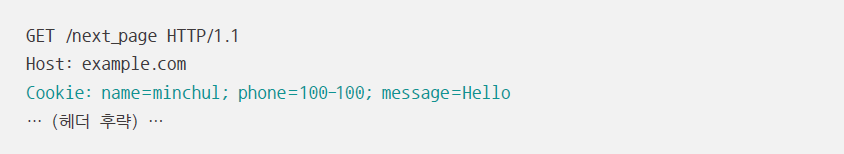 GET /next_page HTTP/1.1
Host: example.com
Cookie: name=minchul; phone=100-100; message=Hello
… (헤더 후략) …